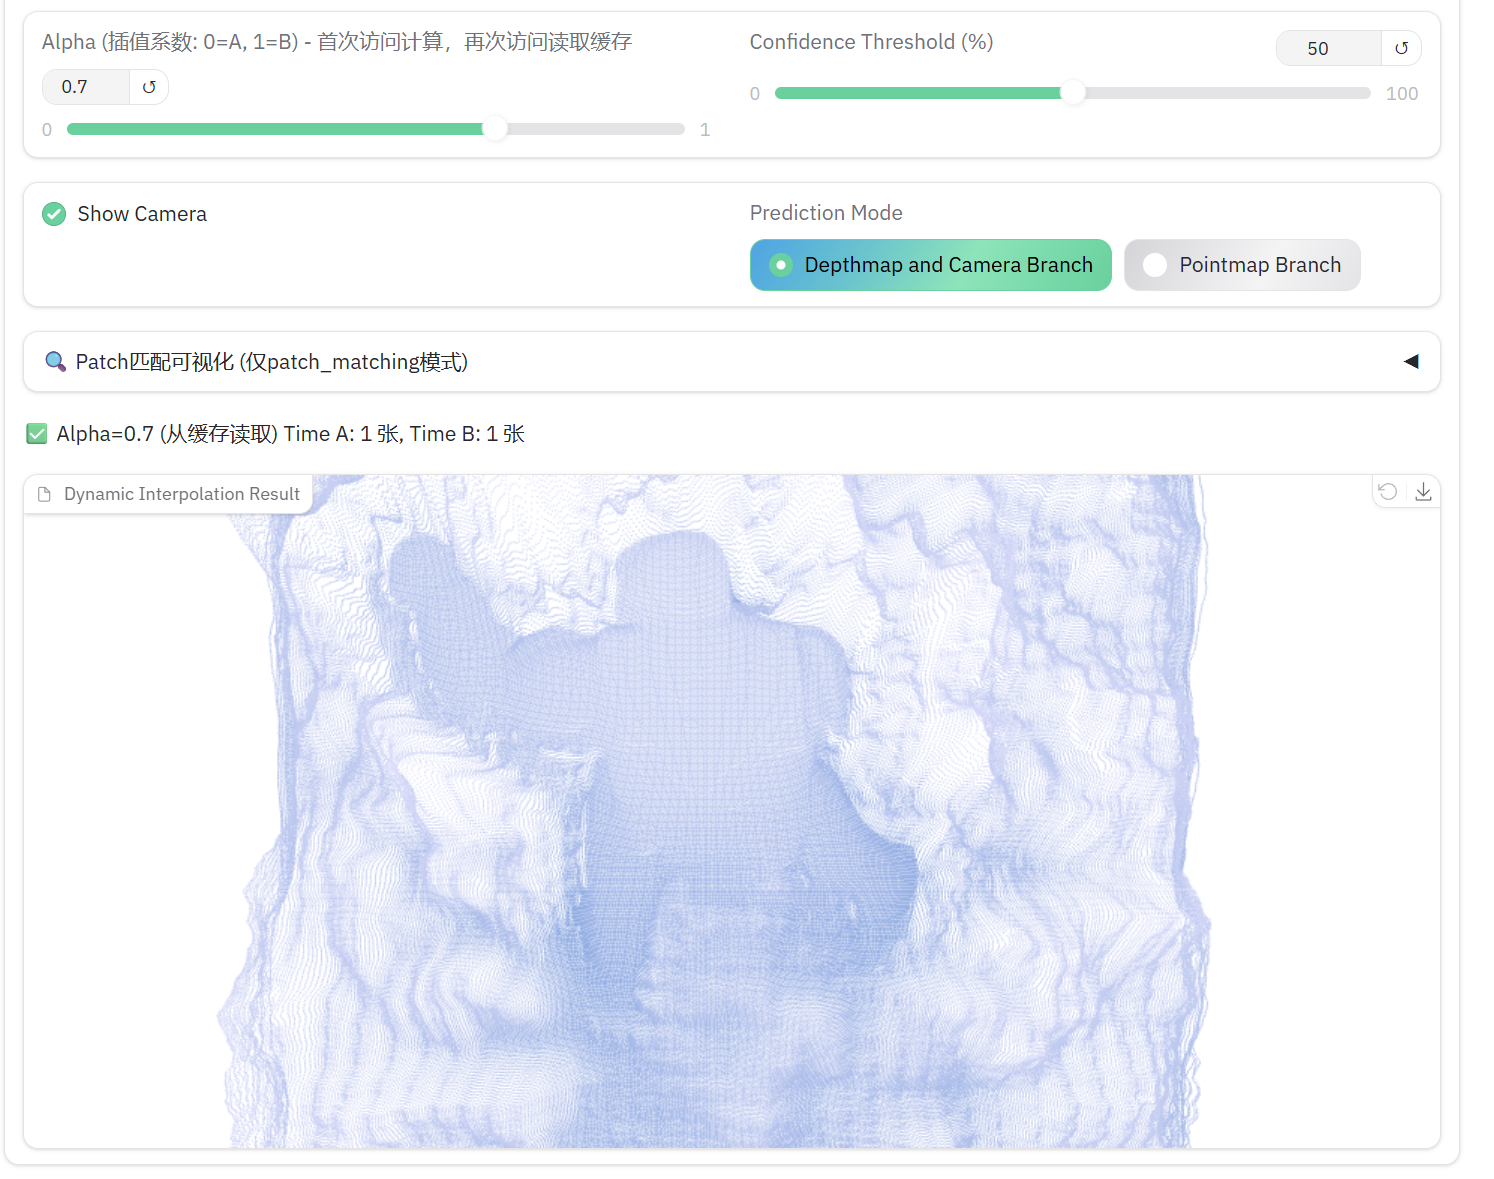 Alpha (插值系数: 0=A, 1=B) - 首次访问计算，再次访问读取缓存
0.7
0
1
Confidence Threshold (%)
50
0
100
Show Camera
Prediction Mode
Depthmap and Camera Branch
Pointmap Branch
Patch匹配可视化 (仅patch_matching模式)
Alpha=0.7 (从缓存读取) Time A: 1 张, Time B: 1 张
Dynamic Interpolation Result